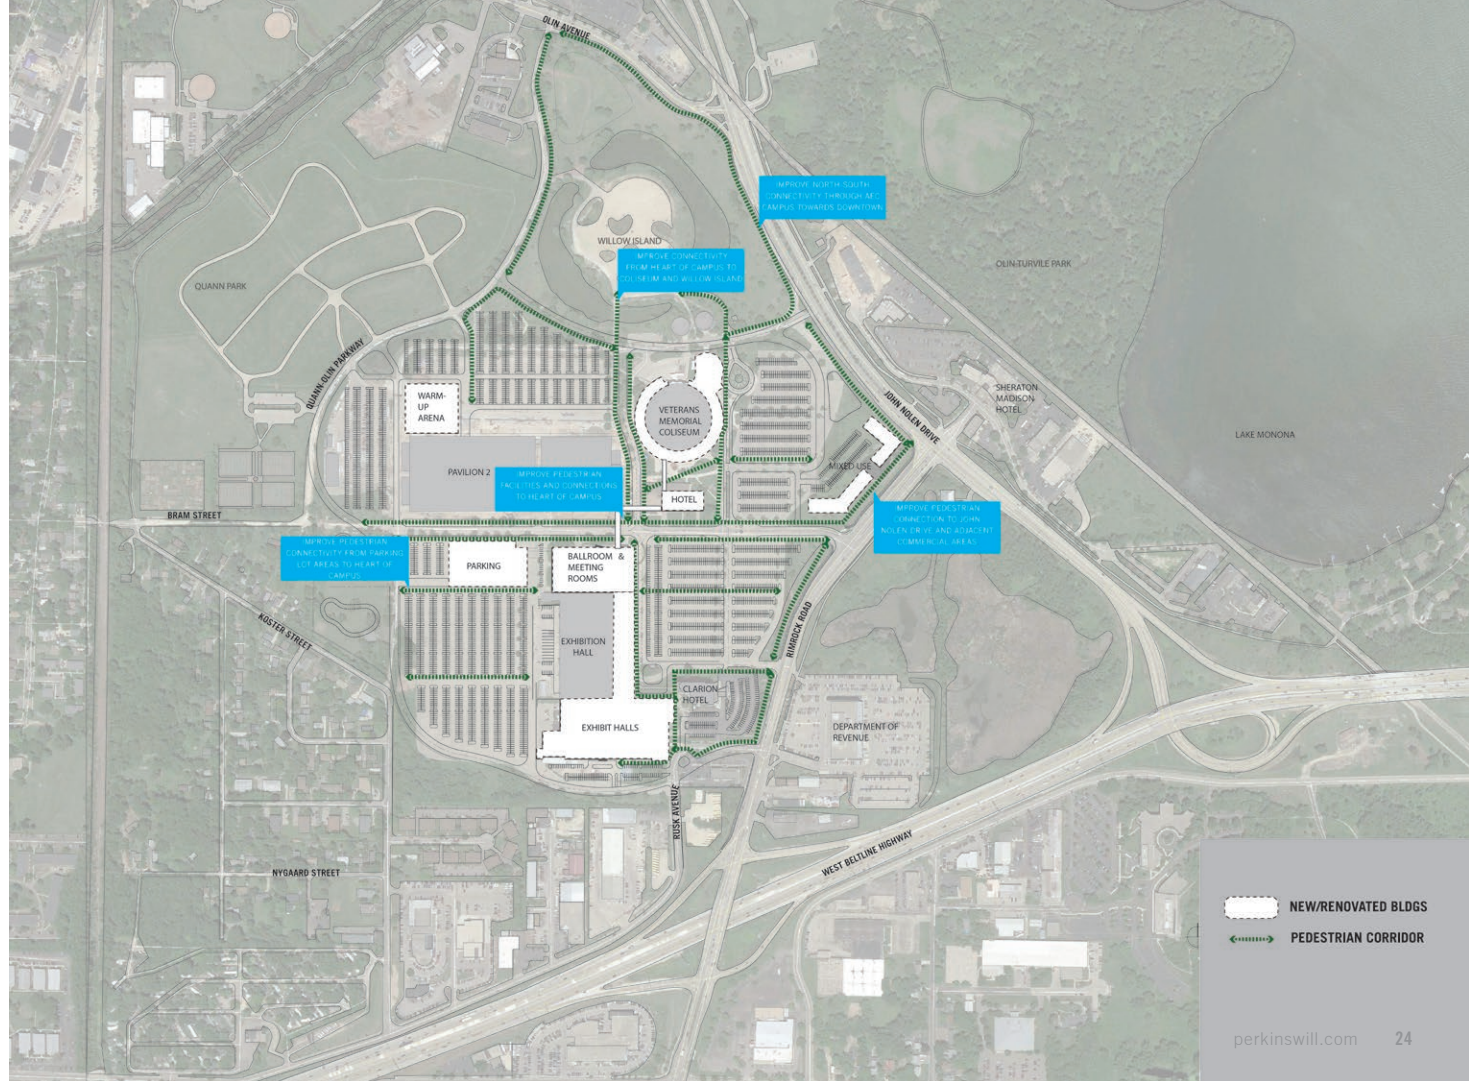 OLIN AVENUE
IMPROVE NORTH-SOUTH
CONNECTIVITY THROUGH AEC
CAMPUS TOWARDS DOWNTOWN
WILLOW ISLAND
IMPROVE CONNECTIVITY
FROM HEART OF CAMPUS TO
COLISEUM AND WILLOW ISLAND
OLIN-TURVILE PARK
QUANN PARK
QUANN-OLIN PARKWAY
WARM-
UP
ARENA
VETERANS
MEMORIAL
COLISEUM
JOHN NOLEN DRIVE
SHERATON
MADISON
HOTEL
LAKE MONONA
PAVILION 2
MIXED USE
IMPROVE PEDESTRIAN
FACILITIES AND CONNECTIONS
TO HEART OF CAMPUS
HOTEL
BRAM STREET
IMPROVE PEDESTRIAN
CONNECTION TO JOHN
NOLEN DRIVE AND ADJACENT
COMMERCIAL AREAS
IMPROVE PEDESTRIAN
CONNECTIVITY FROM PARKING
LOT AREAS TO HEART OF
CAMPUS
PARKING
BALLROOM &
MEETING
ROOMS
KOSTER STREET
EXHIBITION
HALL
RIMROCK ROAD
CLARION
HOTEL
EXHIBIT HALLS
DEPARTMENT OF
REVENUE
RUSK AVENUE
WEST BELTLINE HIGHWAY
NYGAARD STREET
NEW/RENOVATED BLDGS
PEDESTRIAN CORRIDOR
perkinswill.com 24